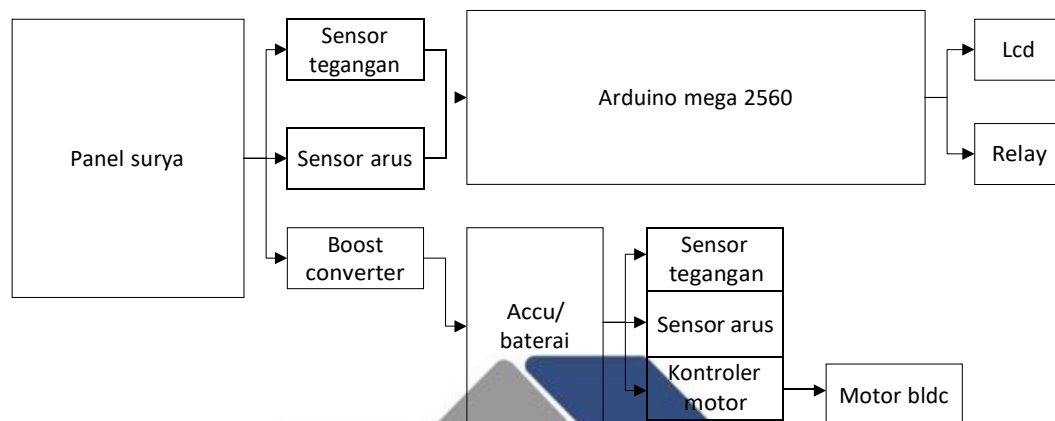 Panel surya
Sensor
tegangan
Sensor arus
Boost
converter
Arduino mega 2560
Lcd
Relay
Accu/
baterai
Sensor
tegangan
Sensor arus
Kontroler
motor
Motor bldc